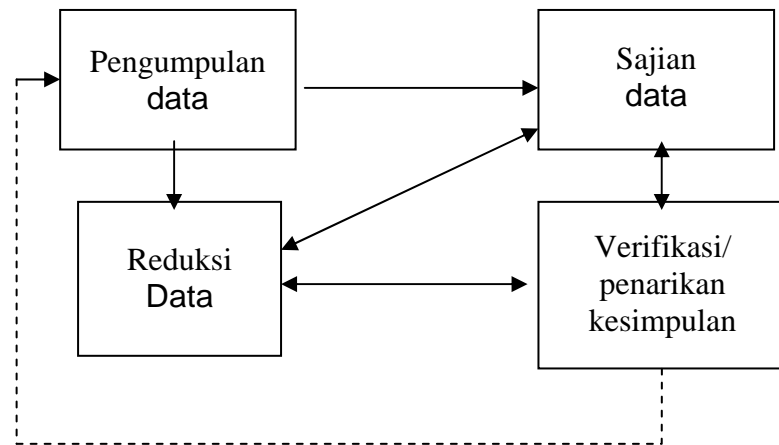 Pengumpulan
data
Sajian
data
Reduksi
Data
Verifikasi/
penarikan
kesimpulan